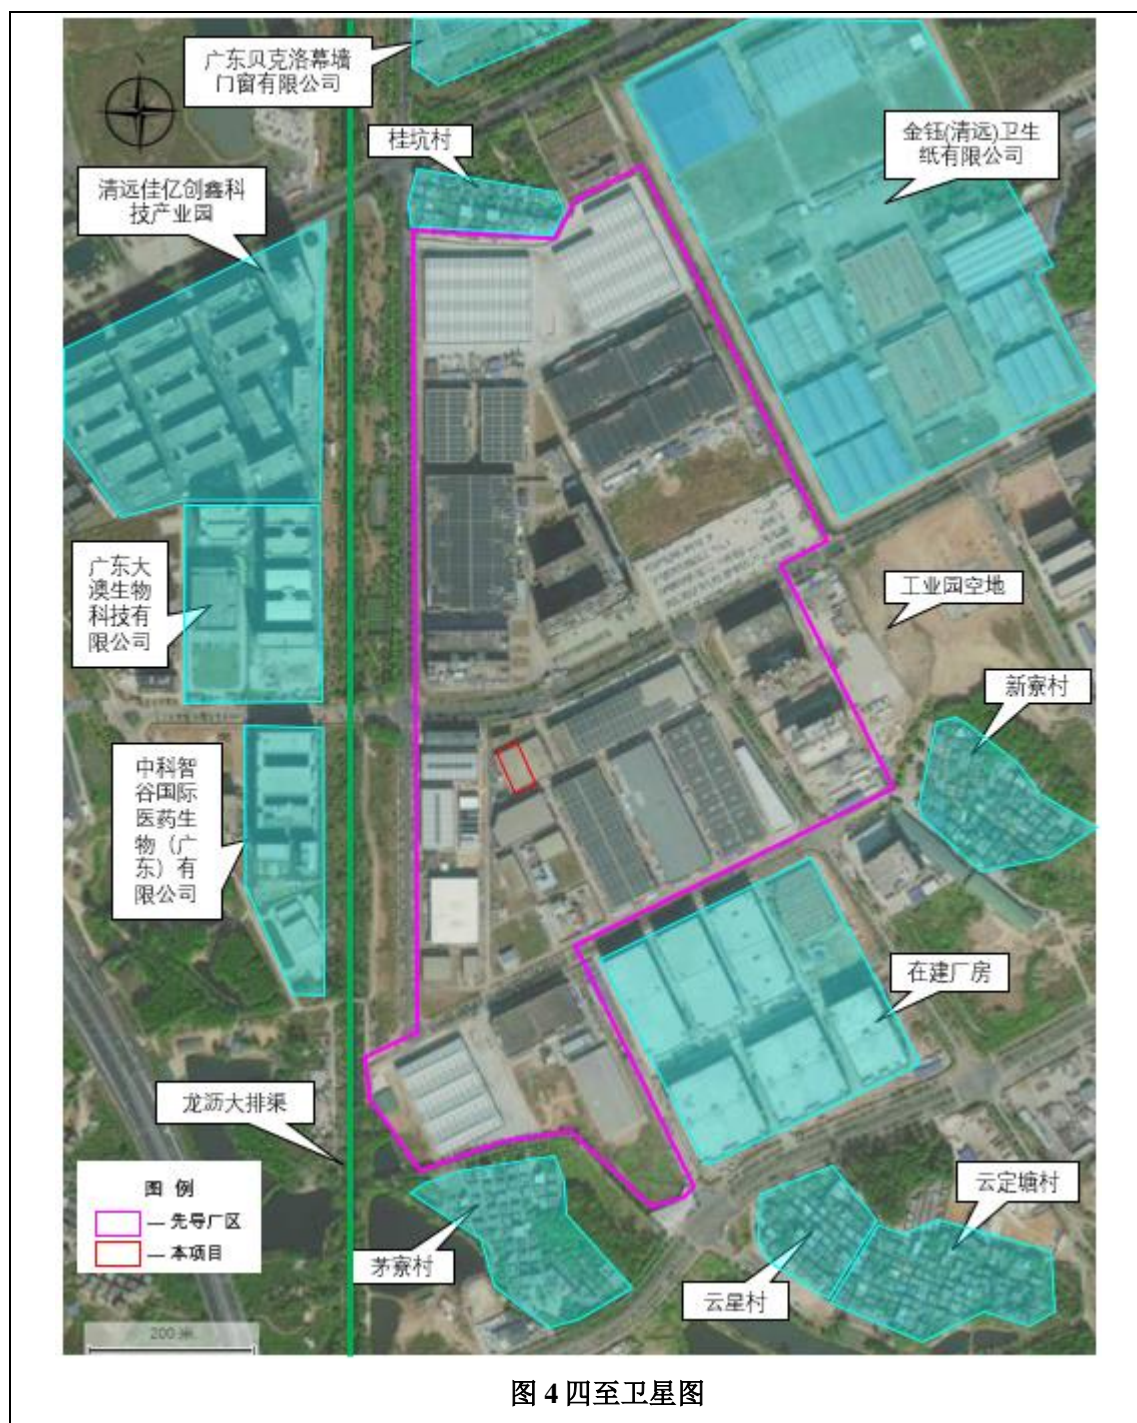 广东贝克洛幕墙
门窗有限公司
桂坑村
金钰(清远)卫生
纸有限公司
清远佳亿创鑫科
技产业园
广东大
澳生物
科技有
限公司
工业园空地
新寮村
中科智
谷国际
医药生
物（广
东）有
限公司
在建厂房
龙沥大排渠
图 例
— 先导厂区
— 本项目
云定塘村
茅寮村
云星村
200 米
图 4 四至卫星图